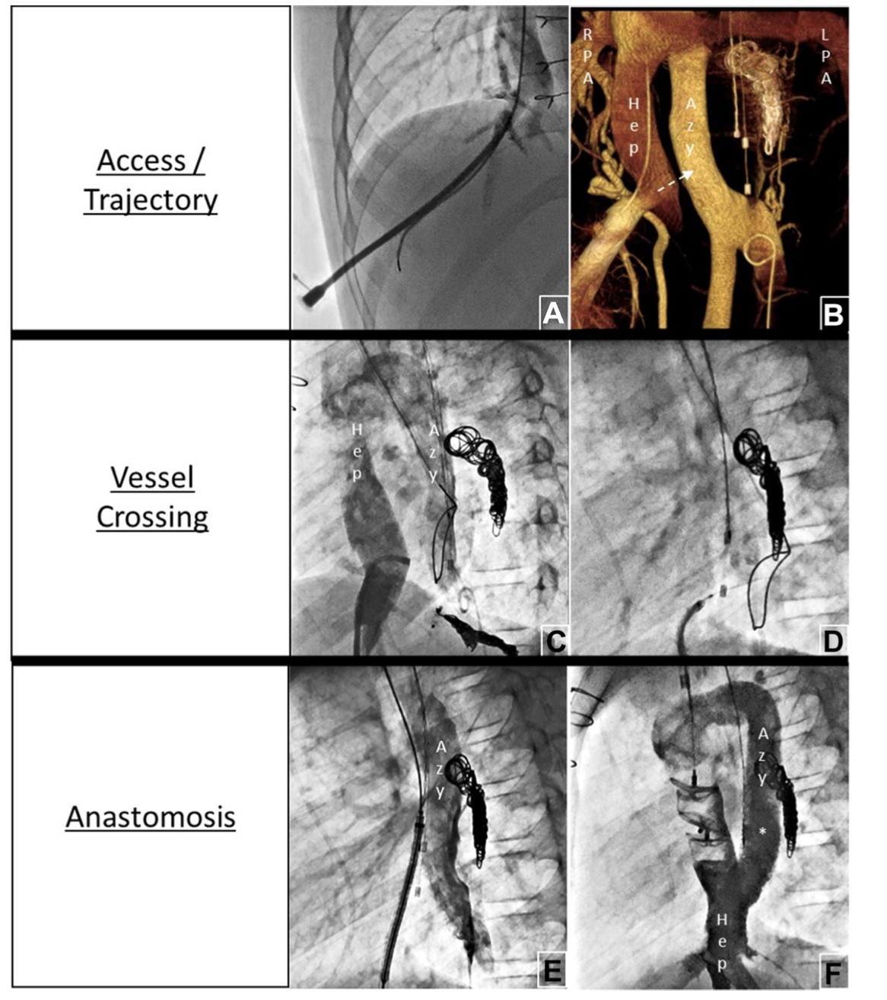 Access /
Trajectory
A
R
P
A
H
e
p
A
z
y
L
P
A
B
Vessel
Crossing
H
e
p
A
z
y
C
D
Anastomosis
A
z
y
E
A
z
y
*
H
e
p
F